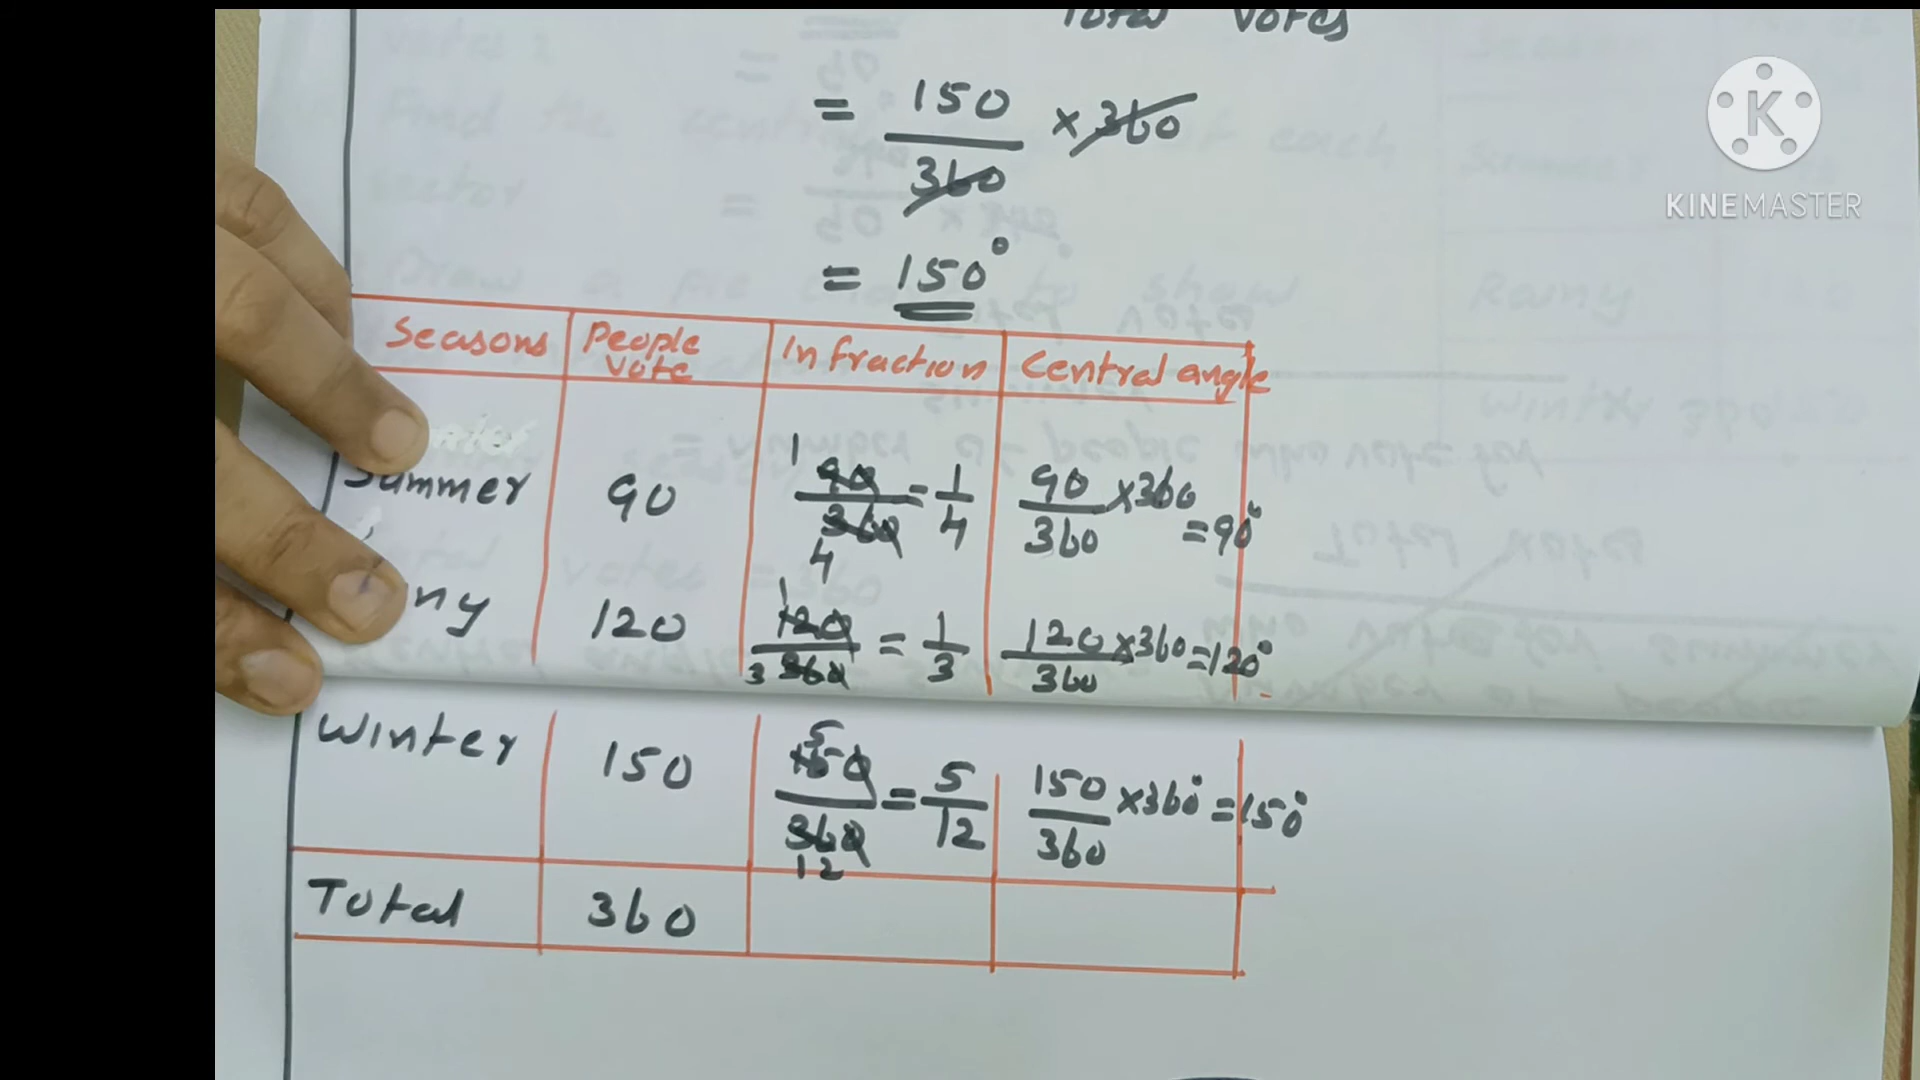 Total votes
= 150/360 × 360
= 150°
KINEMASTER
Seasons | People Vote | In fraction | Central angle
Summer | 90 | 90/360 = 1/4 | 90/360 ×360 = 90°
ny | 120 | 120/360 = 1/3 | 120/360 ×360 = 120°
Winter | 150 | 150/360 = 5/12 | 150/360 ×360° = 150°
Total | 360